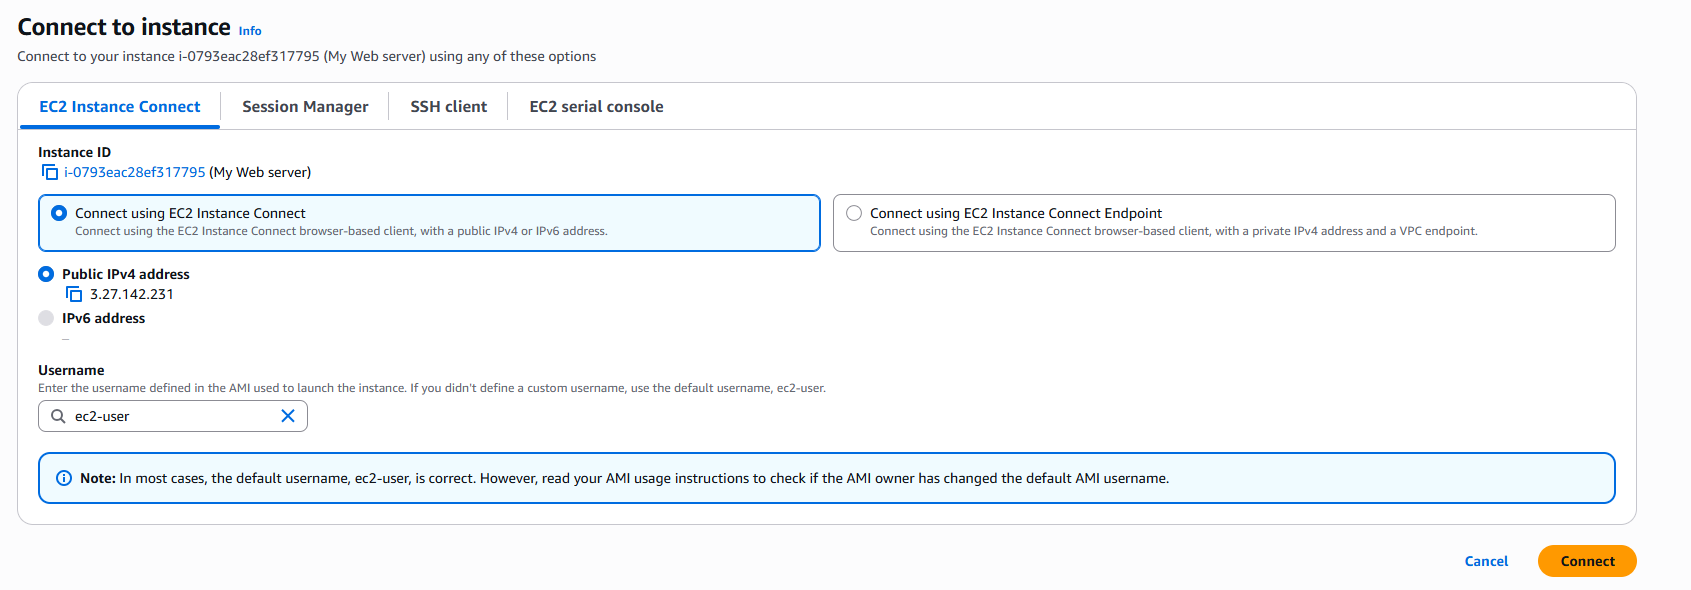 Connect to instance Info
Connect to your instance i-0793eac28ef317795 (My Web server) using any of these options
EC2 Instance Connect
Session Manager
SSH client
EC2 serial console
Instance ID
i-0793eac28ef317795 (My Web server)
Connect using EC2 Instance Connect
Connect using the EC2 Instance Connect browser-based client, with a public IPv4 or IPv6 address.
Connect using EC2 Instance Connect Endpoint
Connect using the EC2 Instance Connect browser-based client, with a private IPv4 address and a VPC endpoint.
Public IPv4 address
3.27.142.231
IPv6 address
–
Username
Enter the username defined in the AMI used to launch the instance. If you didn't define a custom username, use the default username, ec2-user.
ec2-user
Note: In most cases, the default username, ec2-user, is correct. However, read your AMI usage instructions to check if the AMI owner has changed the default AMI username.
Cancel
Connect